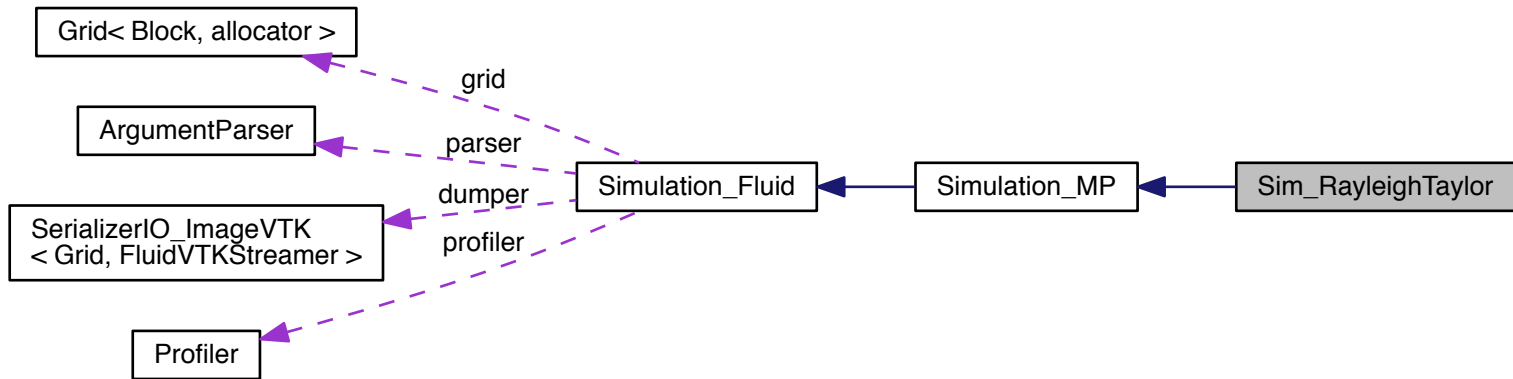 Grid< Block, allocator >
grid
ArgumentParser
parser
Simulation_Fluid
Simulation_MP
Sim_RayleighTaylor
dumper
SerializerIO_ImageVTK
< Grid, FluidVTKStreamer >
profiler
Profiler